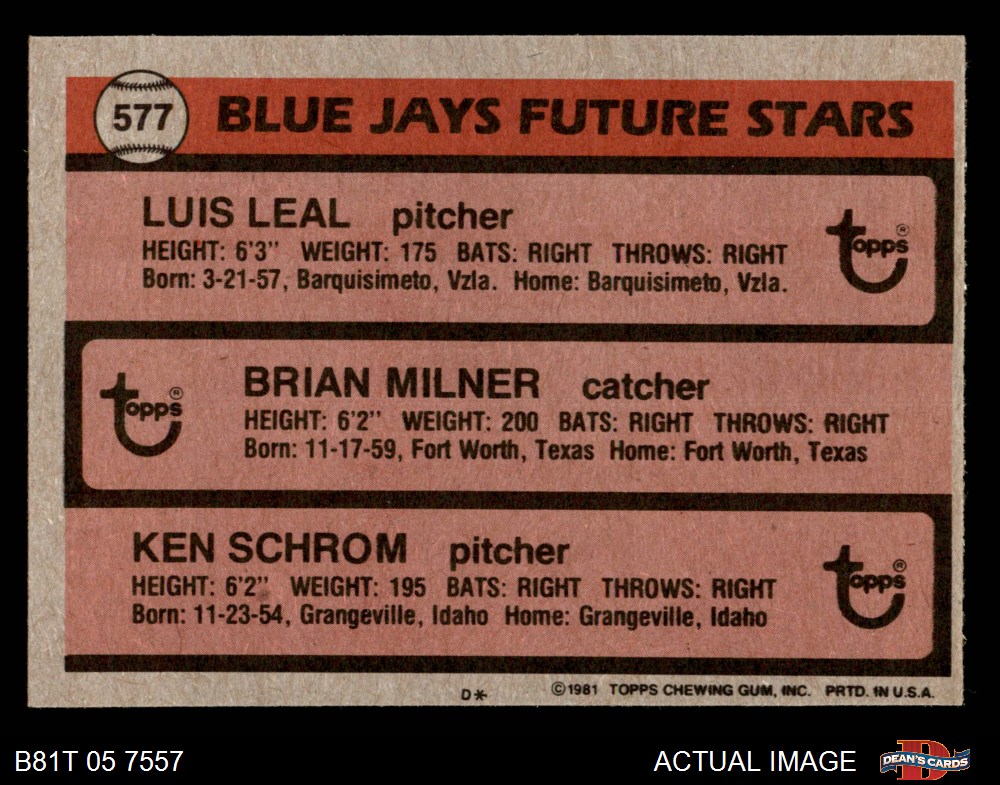 577 BLUE JAYS FUTURE STARS
LUIS LEAL pitcher
HEIGHT: 6'3" WEIGHT: 175 BATS: RIGHT THROWS: RIGHT
Born: 3-21-57, Barquisimeto, Vzla. Home: Barquisimeto, Vzla.
Topps ®
BRIAN MILNER catcher
HEIGHT: 6'2" WEIGHT: 200 BATS: RIGHT THROWS: RIGHT
Born: 11-17-59, Fort Worth, Texas Home: Fort Worth, Texas
Topps ®
KEN SCHROM pitcher
HEIGHT: 6'2" WEIGHT: 195 BATS: RIGHT THROWS: RIGHT
Born: 11-23-54, Grangeville, Idaho Home: Grangeville, Idaho
Topps ®
D* ©1981 TOPPS CHEWING GUM, INC. PRTD. IN U.S.A.
B81T 05 7557 ACTUAL IMAGE D DEAN'S CARDS